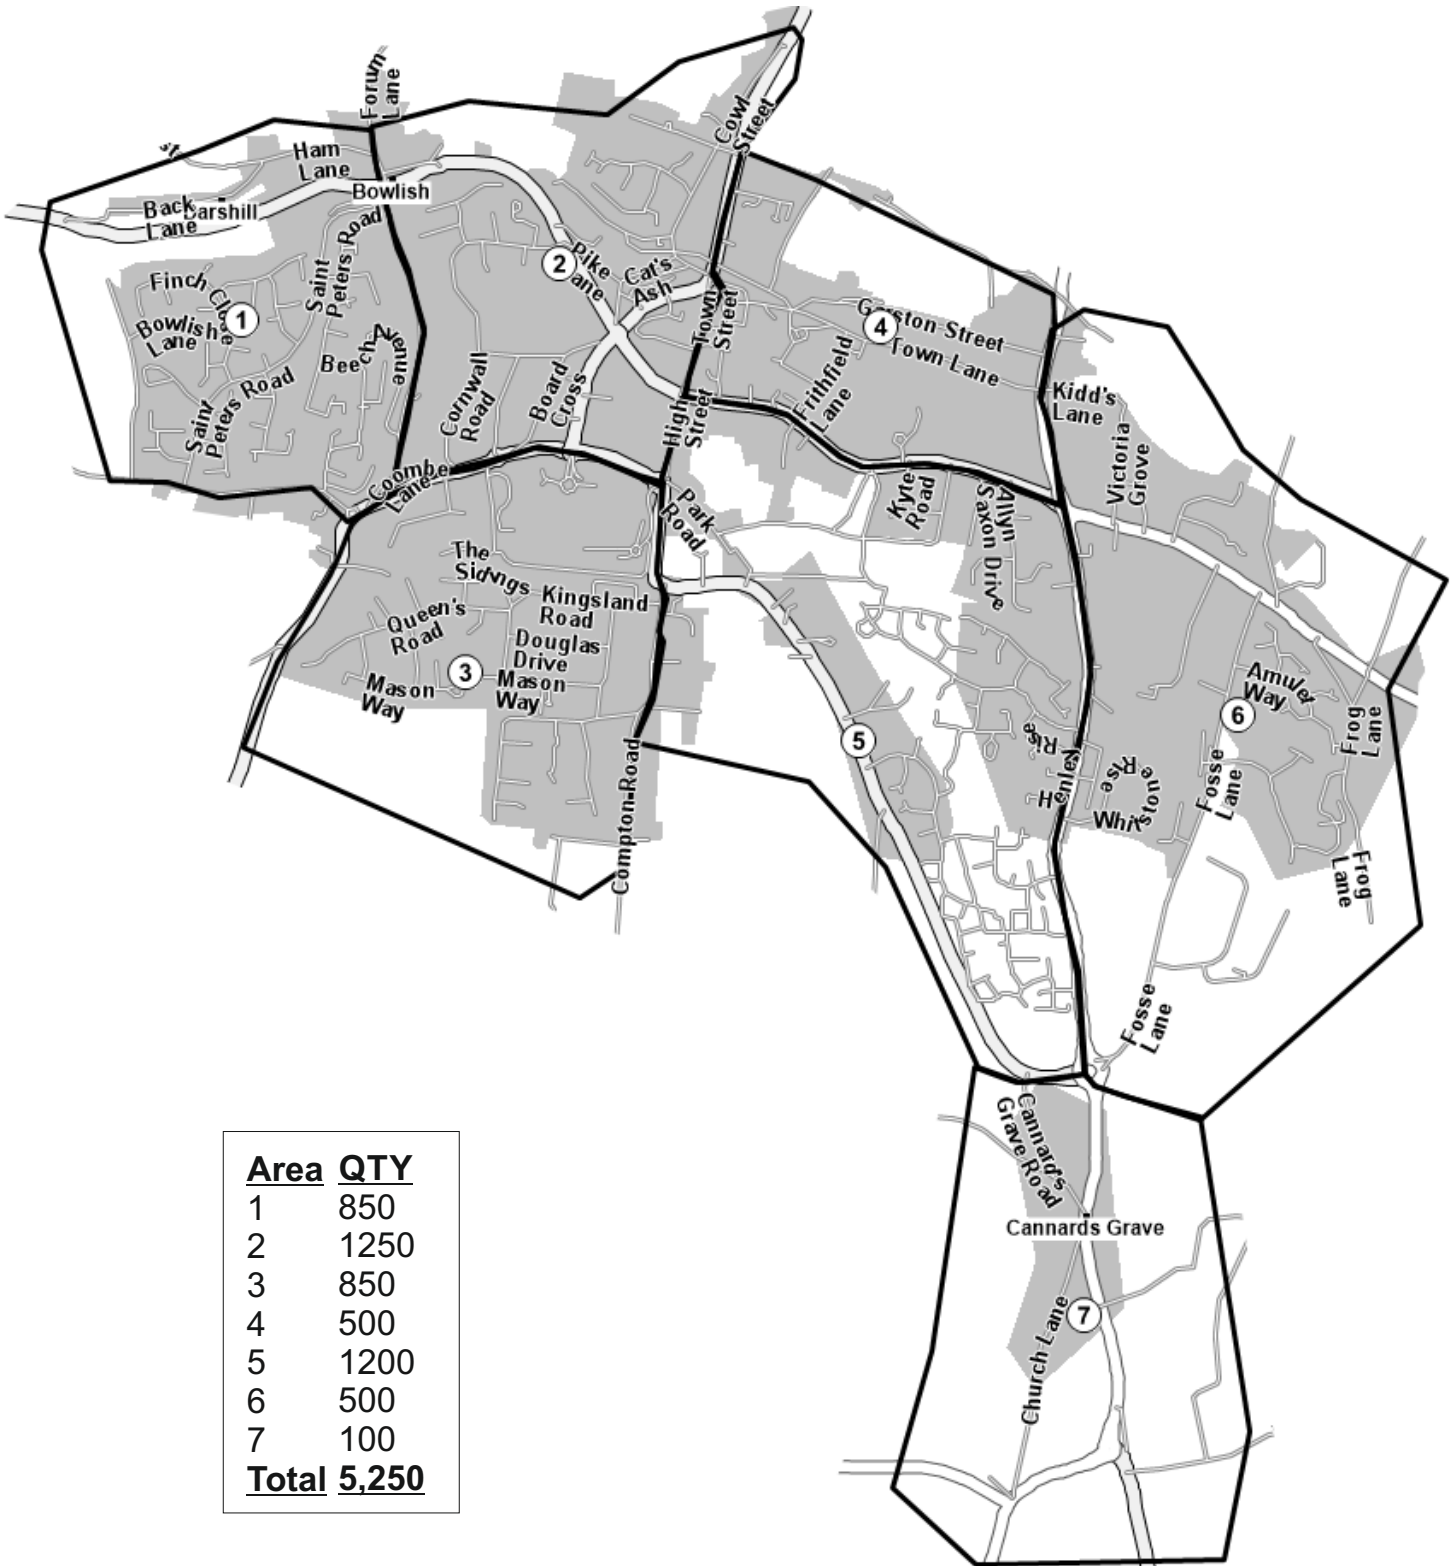 Forum
Lane
Cowl
Street
st
Ham
Lane
Bowlish
Back
Lane
Darshill
Saint
Peters Road
Finch Close
1
Bowlish
Lane
Beech Avenue
Saint
Peters Road
2
Pike
Lane
Cat's
Ash
Town
Street
Cornwall
Road
Board
Cross
High
Street
4
Garston Street
Town Lane
Frithfield
Lane
Kidd's
Lane
Victoria
Grove
Coombe
Lane
Park
Road
Kyte
Road
Allyn
Saxon Drive
The
Sidings
Kingsland
Road
Queen's
Road
Douglas
Drive
3
Mason
Way
Mason
Way
5
Compton Road
Henley
Rise
Whitstone Rise
Amulet
Way
6
Fosse
Lane
Frog
Lane
Frog
Lane
Fosse
Lane
Cannard's
Grave Road
Cannards Grave
7
Church Lane
Area QTY
1 850
2 1250
3 850
4 500
5 1200
6 500
7 100
Total 5,250